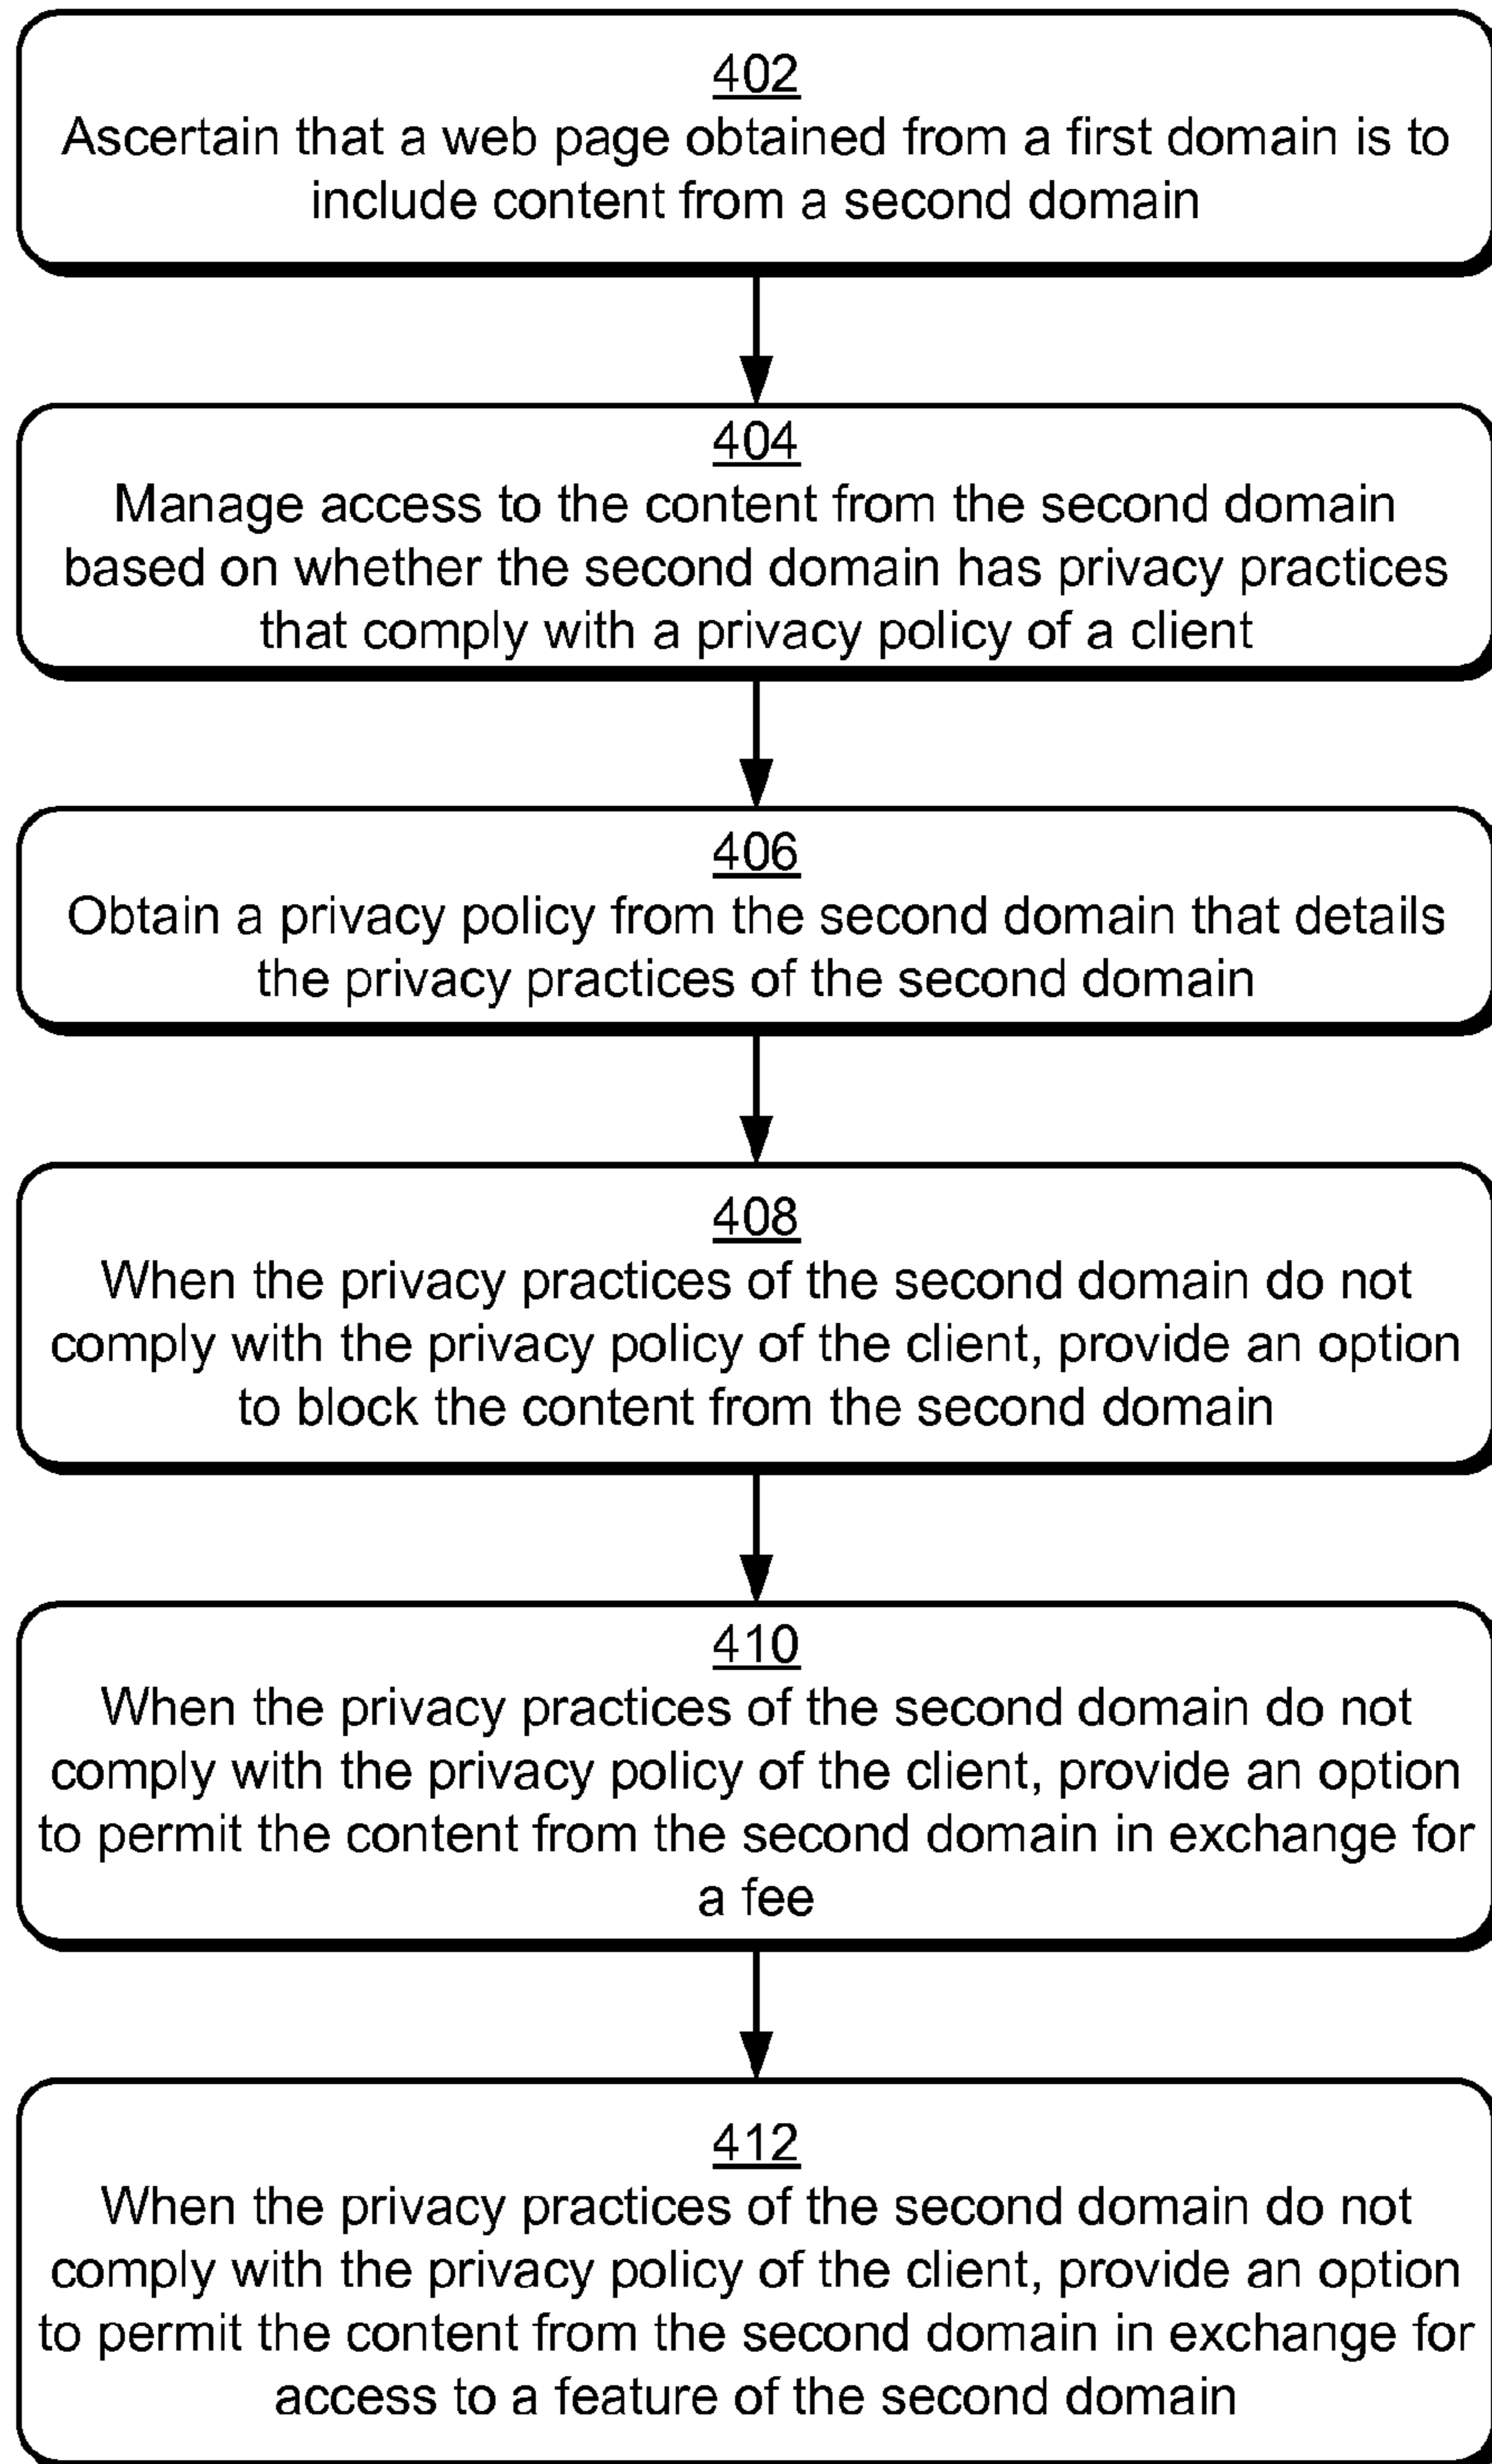 402
Ascertain that a web page obtained from a first domain is to
include content from a second domain
404
Manage access to the content from the second domain
based on whether the second domain has privacy practices
that comply with a privacy policy of a client
406
Obtain a privacy policy from the second domain that details
the privacy practices of the second domain
408
When the privacy practices of the second domain do not
comply with the privacy policy of the client, provide an option
to block the content from the second domain
410
When the privacy practices of the second domain do not
comply with the privacy policy of the client, provide an option
to permit the content from the second domain in exchange for
a fee
412
When the privacy practices of the second domain do not
comply with the privacy policy of the client, provide an option
to permit the content from the second domain in exchange for
access to a feature of the second domain